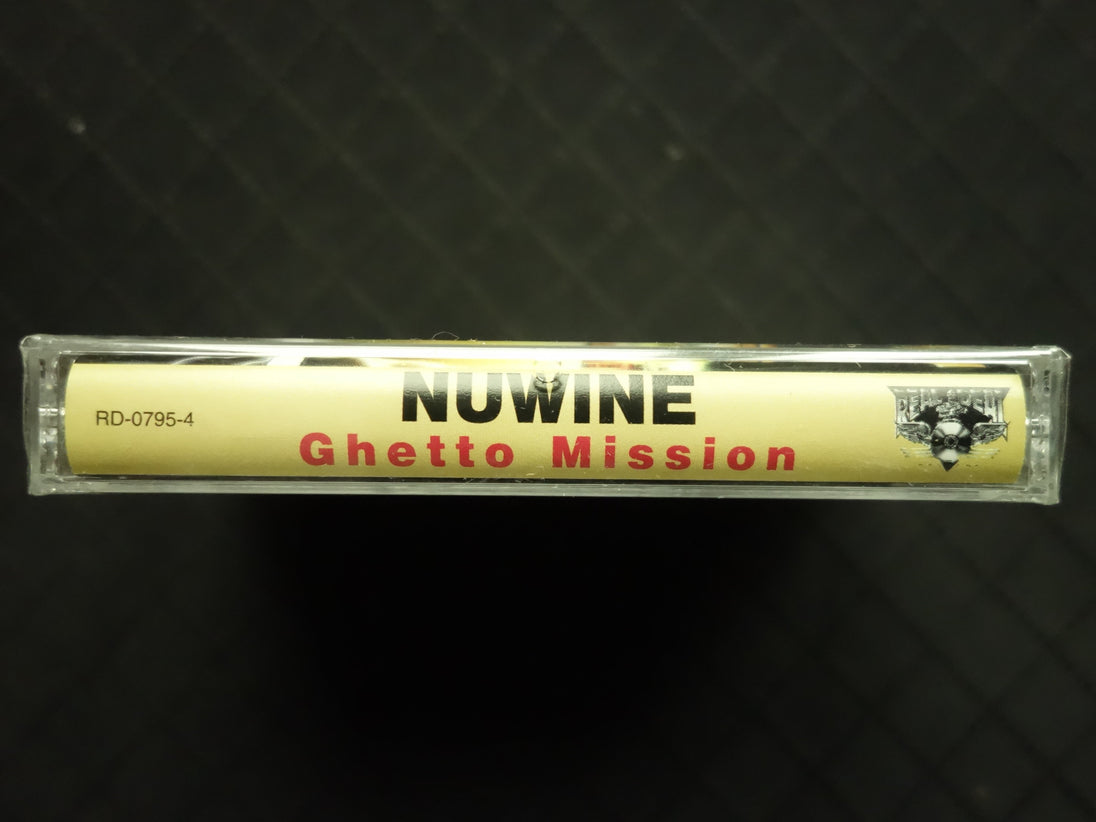 RD-0795-4
NUWINE
Ghetto Mission